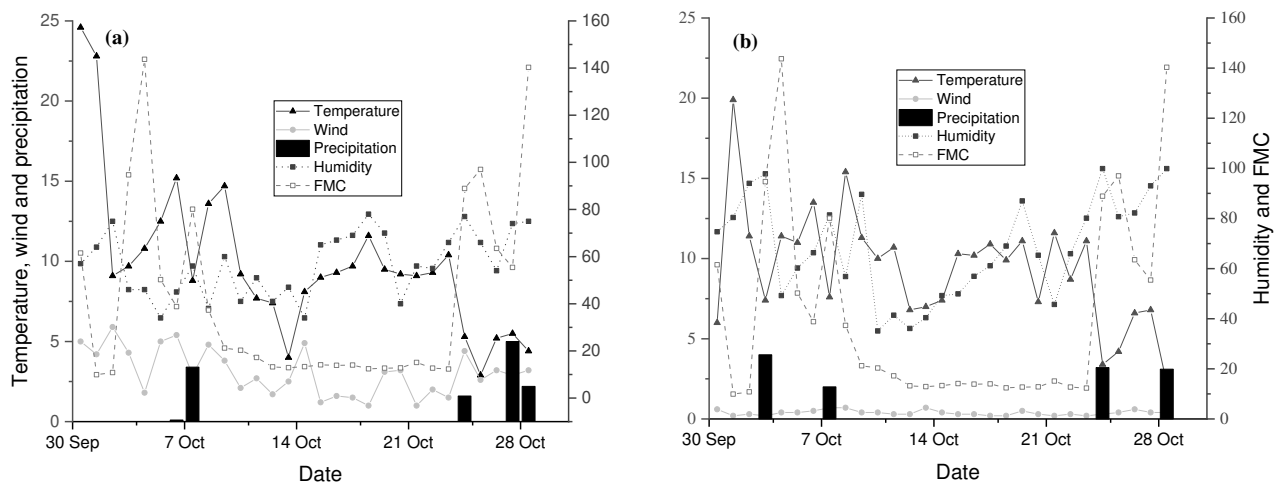 (a)
Temperature, wind and precipitation
25
20
15
10
5
0
160
140
120
100
80
60
40
20
0
Temperature
Wind
Precipitation
Humidity
FMC
30 Sep
7 Oct
14 Oct
21 Oct
28 Oct
Date
(b)
25
20
15
10
5
0
160
140
120
100
80
60
40
20
0
Humidity and FMC
Temperature
Wind
Precipitation
Humidity
FMC
30 Sep
7 Oct
14 Oct
21 Oct
28 Oct
Date